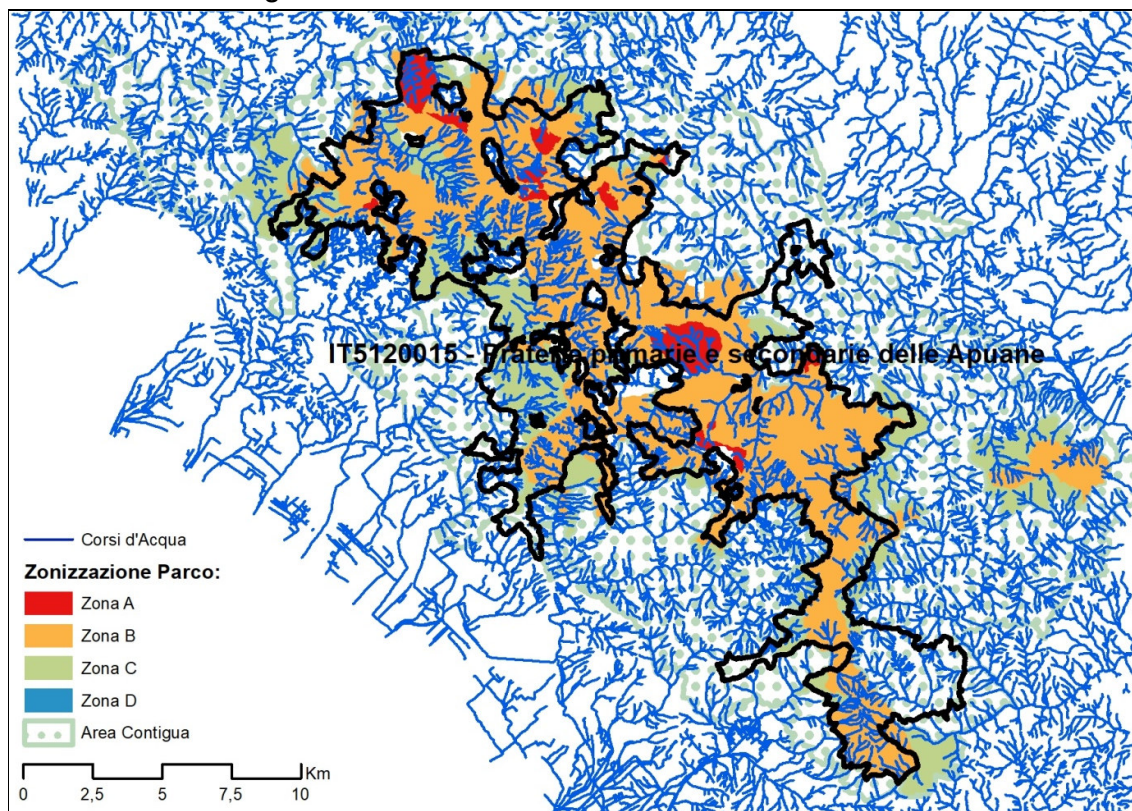 IT5120015 - Praterie primarie e secondarie delle Apuane
Corsi d'Acqua
Zonizzazione Parco:
Zona A
Zona B
Zona C
Zona D
Area Contigua
Km
0 2,5 5 7,5 10